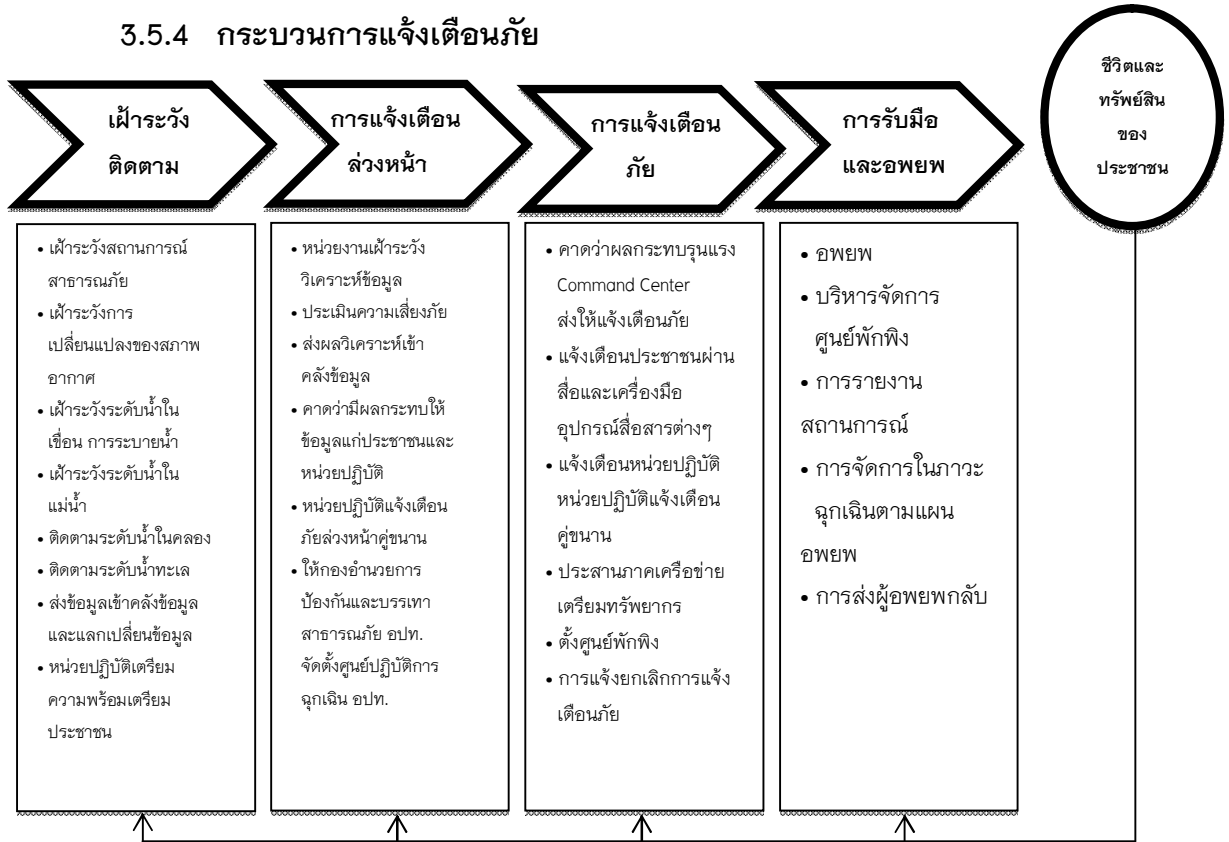 3.5.4 กระบวนการแจ้งเตือนภัย
เฝ้าระวัง
ติดตาม
การแจ้งเตือน
ล่วงหน้า
การแจ้งเตือน
ภัย
การรับมือ
และอพยพ
ชีวิตและ
ทรัพย์สิน
ของ
ประชาชน
• เฝ้าระวังสถานการณ์
สาธารณภัย
• เฝ้าระวังการ
เปลี่ยนแปลงของสภาพ
อากาศ
• เฝ้าระวังระดับน้ำใน
เขื่อน การระบายน้ำ
• เฝ้าระวังระดับน้ำใน
แม่น้ำ
• ติดตามระดับน้ำในคลอง
• ติดตามระดับน้ำทะเล
• ส่งข้อมูลเข้าคลังข้อมูล
และแลกเปลี่ยนข้อมูล
• หน่วยปฏิบัติเตรียม
ความพร้อมเตรียม
ประชาชน
• หน่วยงานเฝ้าระวัง
วิเคราะห์ข้อมูล
• ประเมินความเสี่ยงภัย
• ส่งผลวิเคราะห์เข้า
คลังข้อมูล
• คาดว่ามีผลกระทบให้
ข้อมูลแก่ประชาชนและ
หน่วยปฏิบัติ
• หน่วยปฏิบัติแจ้งเตือน
ภัยล่วงหน้าคู่ขนาน
• ให้กองอำนวยการ
ป้องกันและบรรเทา
สาธารณภัย อปท.
จัดตั้งศูนย์ปฏิบัติการ
ฉุกเฉิน อปท.
• คาดว่าผลกระทบรุนแรง
Command Center
ส่งให้แจ้งเตือนภัย
• แจ้งเตือนประชาชนผ่าน
สื่อและเครื่องมือ
อุปกรณ์สื่อสารต่างๆ
• แจ้งเตือนหน่วยปฏิบัติ
หน่วยปฏิบัติแจ้งเตือน
คู่ขนาน
• ประสานภาคเครือข่าย
เตรียมทรัพยากร
• ตั้งศูนย์พักพิง
• การแจ้งยกเลิกการแจ้ง
เตือนภัย
• อพยพ
• บริหารจัดการ
ศูนย์พักพิง
• การรายงาน
สถานการณ์
• การจัดการในภาวะ
ฉุกเฉินตามแผน
อพยพ
• การส่งผู้อพยพกลับ